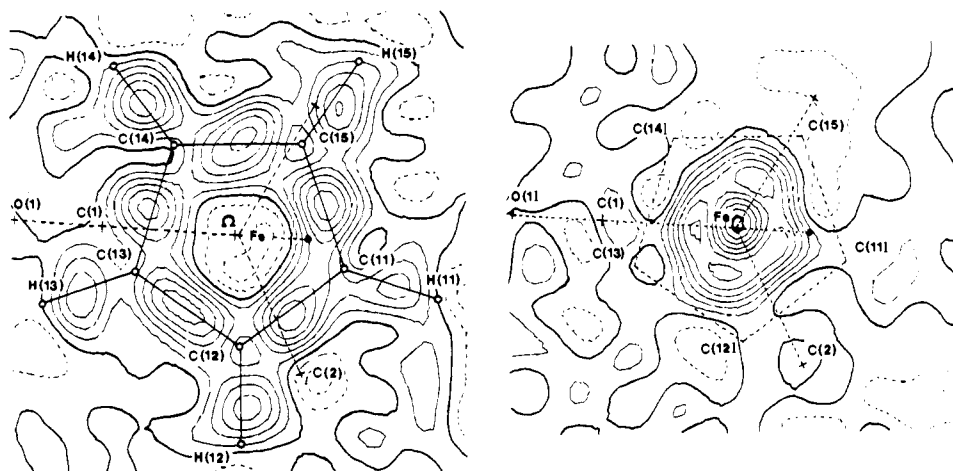 H(14)
H(15)
C(14)
C(15)
O(1)
C(1)
Ω
Fe
C(13)
C(11)
H(13)
H(11)
C(12)
C(2)
H(12)
C(14]
C(15)
O(1]
C(1)
Fe
Ω
C(13]
C(11]
C(12]
C(2)